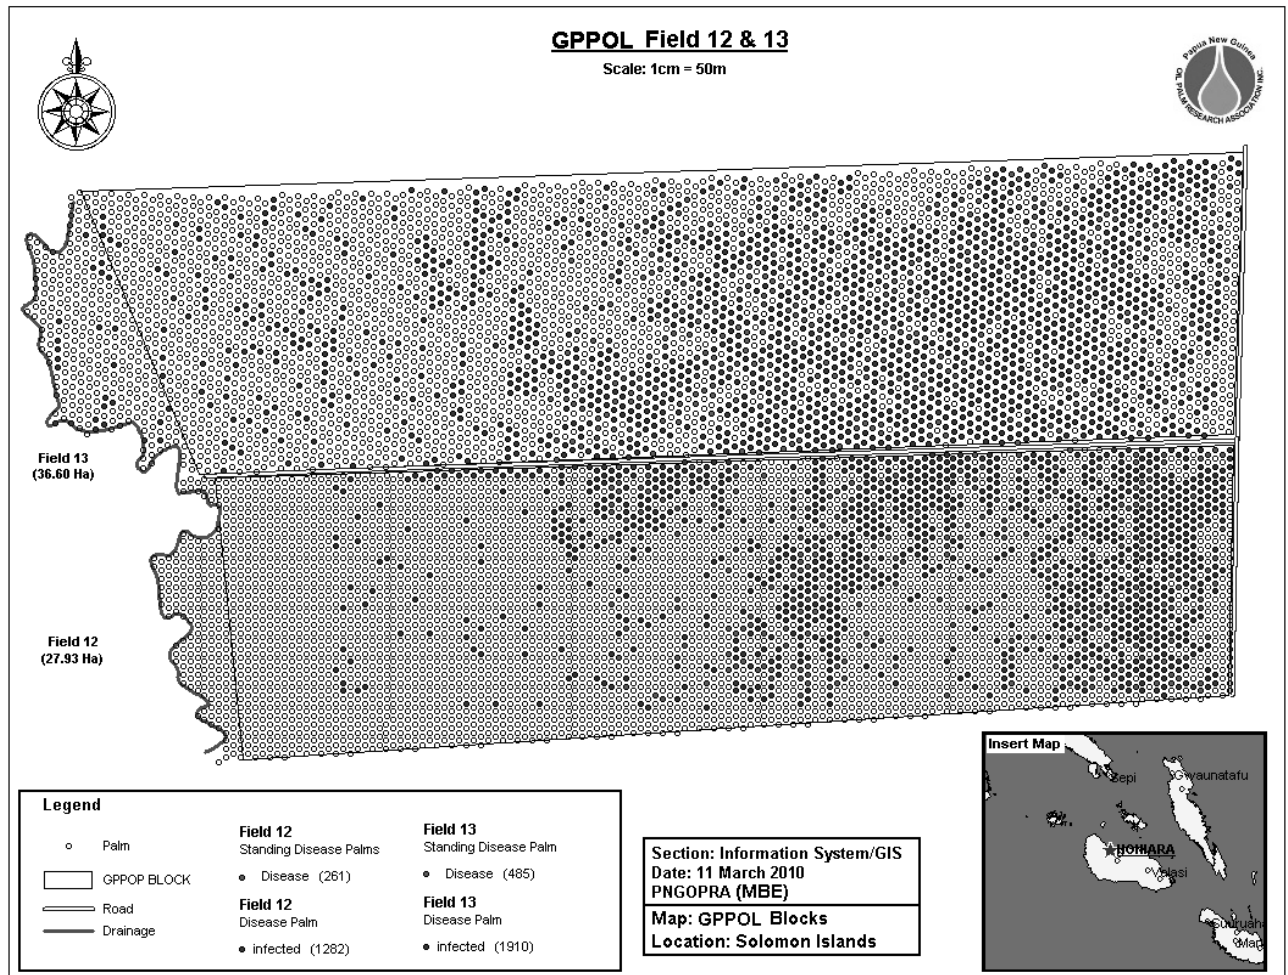 GPPOL Field 12 & 13
Scale: 1cm = 50m
Papua New Guinea
OIL PALM RESEARCH ASSOCIATION INC.
Field 13
(36.60 Ha)
Field 12
(27.93 Ha)
Legend
Palm
GPPOP BLOCK
Road
Drainage
Field 12
Standing Disease Palms
Disease (261)
Field 12
Disease Palm
infected (1282)
Field 13
Standing Disease Palm
Disease (485)
Field 13
Disease Palm
infected (1910)
Section: Information System/GIS
Date: 11 March 2010
PNGOPRA (MBE)
Map: GPPOL Blocks
Location: Solomon Islands
Insert Map
Sepi
Gwaunatafu
HONIARA